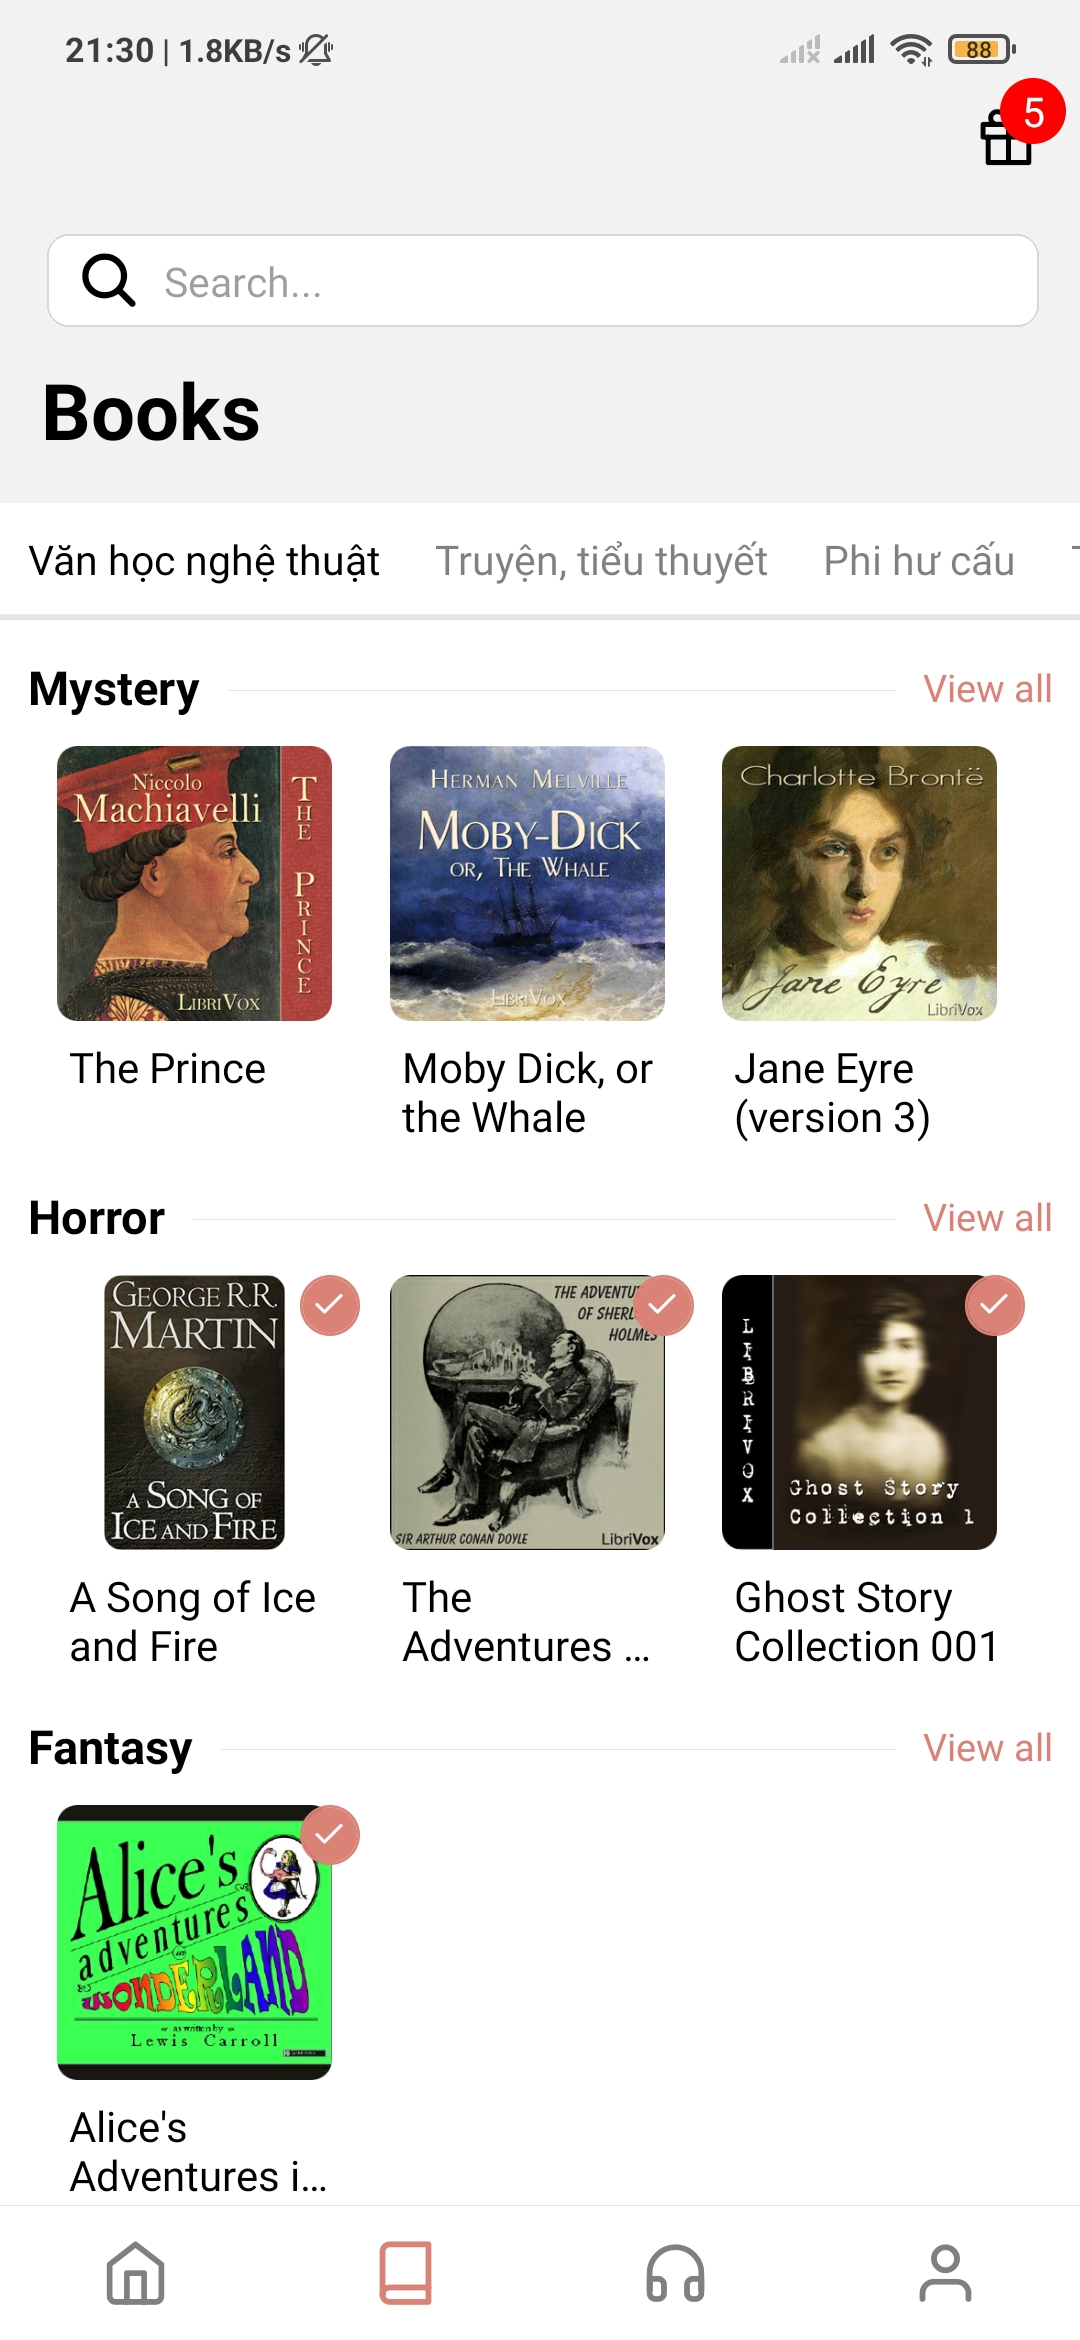 21:30 | 1.8KB/s
88
5
Search...
Books
Văn học nghệ thuật
Truyện, tiểu thuyết
Phi hư cấu
Mystery
View all
Niccolo
Machiavelli
THE PRINCE
LIBRIVOX
HERMAN MELVILLE
MOBY-DICK
OR, THE WHALE
LIBRIVOX
Charlotte Brontë
Jane Eyre
LibriVox
The Prince
Moby Dick, or
the Whale
Jane Eyre
(version 3)
Horror
View all
GEORGE R.R.
MARTIN
A SONG OF
ICE AND FIRE
THE ADVENTU
OF SHERL
HOLMES
SIR ARTHUR CONAN DOYLE
LibriVox
LIBRIVOX
Ghost Story
Collection 1
A Song of Ice
and Fire
The
Adventures ...
Ghost Story
Collection 001
Fantasy
View all
Alice's
adventures
in
WONDERLAND
as written by
Lewis Carroll
Alice's
Adventures i...